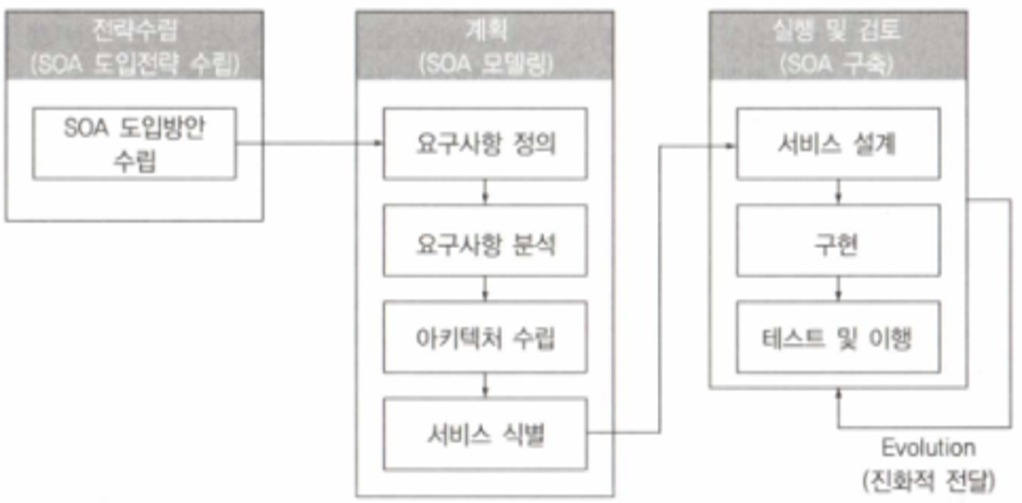 전략수립
(SOA 도입전략 수립)
SOA 도입방안
수립
계획
(SOA 모델링)
요구사항 정의
요구사항 분석
아키텍처 수립
서비스 식별
실행 및 검토
(SOA 구축)
서비스 설계
구현
테스트 및 이행
Evolution
(진화적 전달)